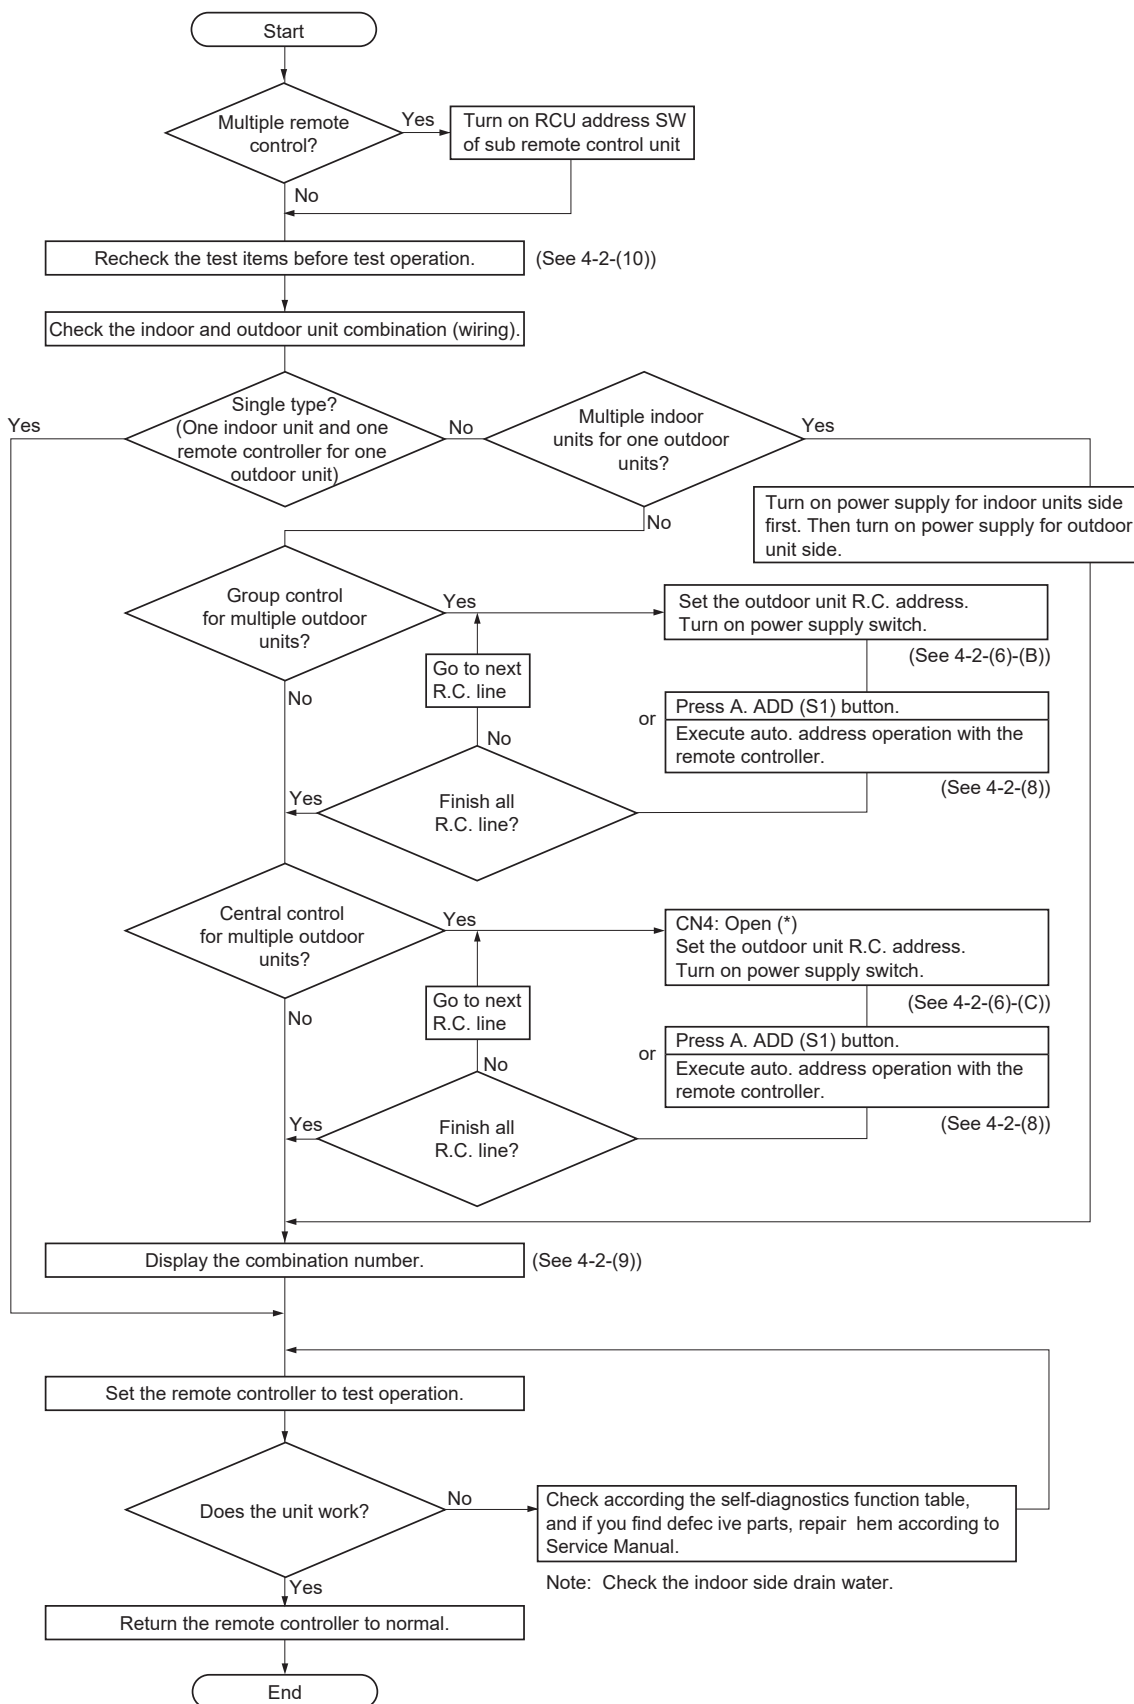 Start
Multiple remote
control?
Yes
Turn on RCU address SW
of sub remote control unit
No
Recheck the test items before test operation.
(See 4-2-(10))
Check the indoor and outdoor unit combination (wiring).
Yes
Single type?
(One indoor unit and one
remote controller for one
outdoor unit)
No
Multiple indoor
units for one outdoor
units?
Yes
No
Turn on power supply for indoor units side
first. Then turn on power supply for outdoor
unit side.
Group control
for multiple outdoor
units?
Yes
Set the outdoor unit R.C. address.
Turn on power supply switch.
(See 4-2-(6)-(B))
Go to next
R.C. line
No
or
Press A. ADD (S1) button.
Execute auto. address operation with the
remote controller.
(See 4-2-(8))
No
Yes
Finish all
R.C. line?
Central control
for multiple outdoor
units?
Yes
CN4: Open (*)
Set the outdoor unit R.C. address.
Turn on power supply switch.
(See 4-2-(6)-(C))
Go to next
R.C. line
No
or
Press A. ADD (S1) button.
Execute auto. address operation with the
remote controller.
(See 4-2-(8))
No
Yes
Finish all
R.C. line?
Display the combination number.
(See 4-2-(9))
Set the remote controller to test operation.
Does the unit work?
No
Check according the self-diagnostics function table,
and if you find defec ive parts, repair  hem according to
Service Manual.
Note: Check the indoor side drain water.
Yes
Return the remote controller to normal.
End